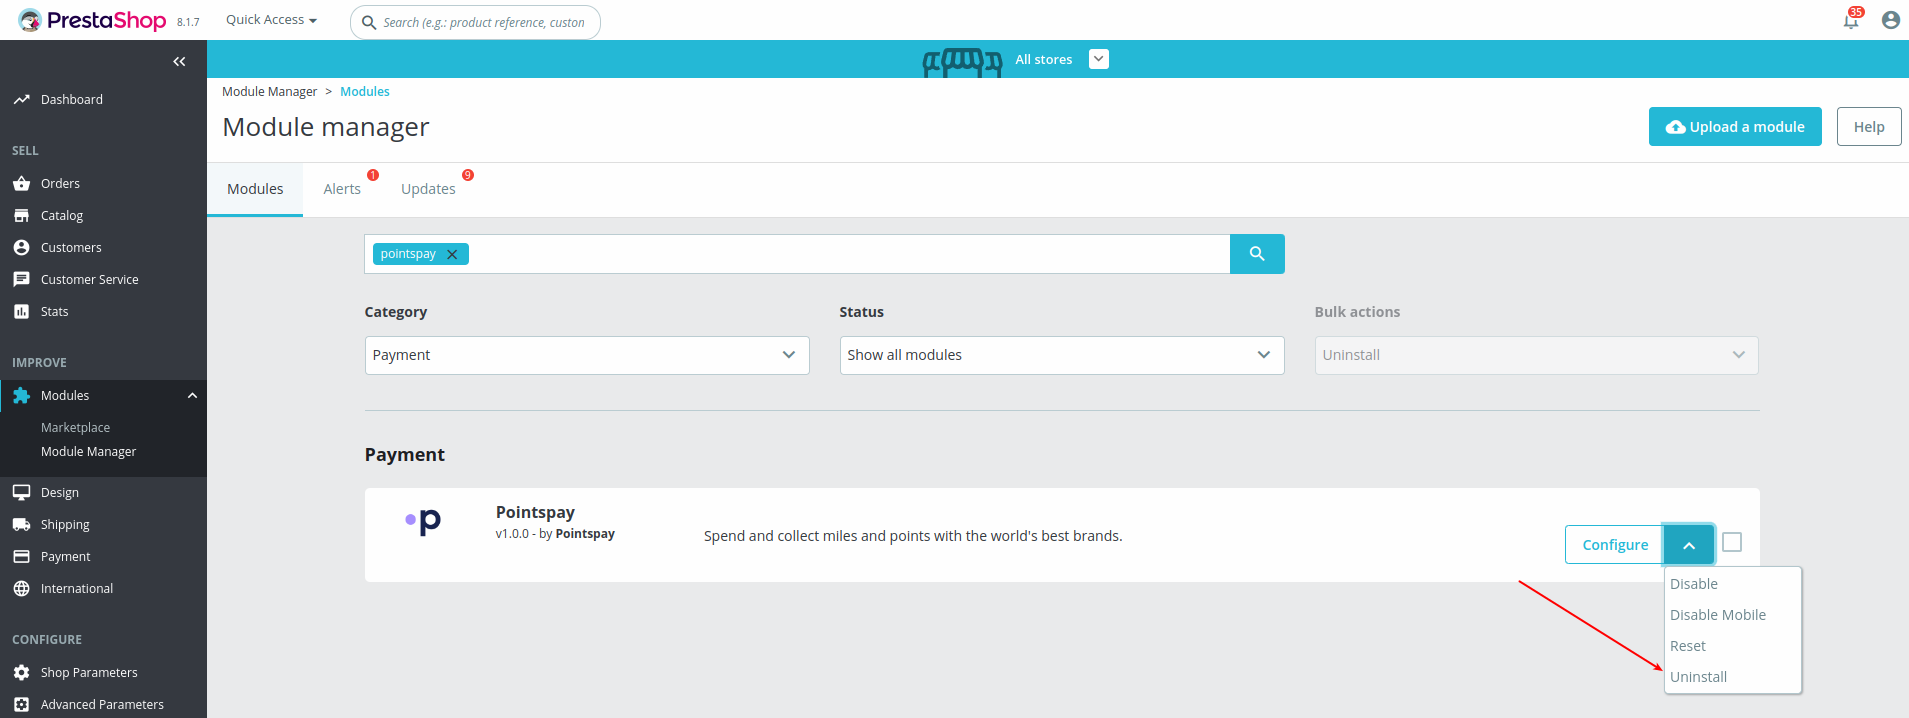 PrestaShop 8.1.7
Quick Access
Search (e.g.: product reference, custon
35
All stores
Dashboard
SELL
Orders
Catalog
Customers
Customer Service
Stats
IMPROVE
Modules
Marketplace
Module Manager
Design
Shipping
Payment
International
CONFIGURE
Shop Parameters
Advanced Parameters
Module Manager > Modules
Module manager
Upload a module
Help
Modules
Alerts 1
Updates 9
pointspay
Category
Status
Bulk actions
Payment
Show all modules
Uninstall
Payment
p
Pointspay
v1.0.0 - by Pointspay
Spend and collect miles and points with the world's best brands.
Configure
Disable
Disable Mobile
Reset
Uninstall